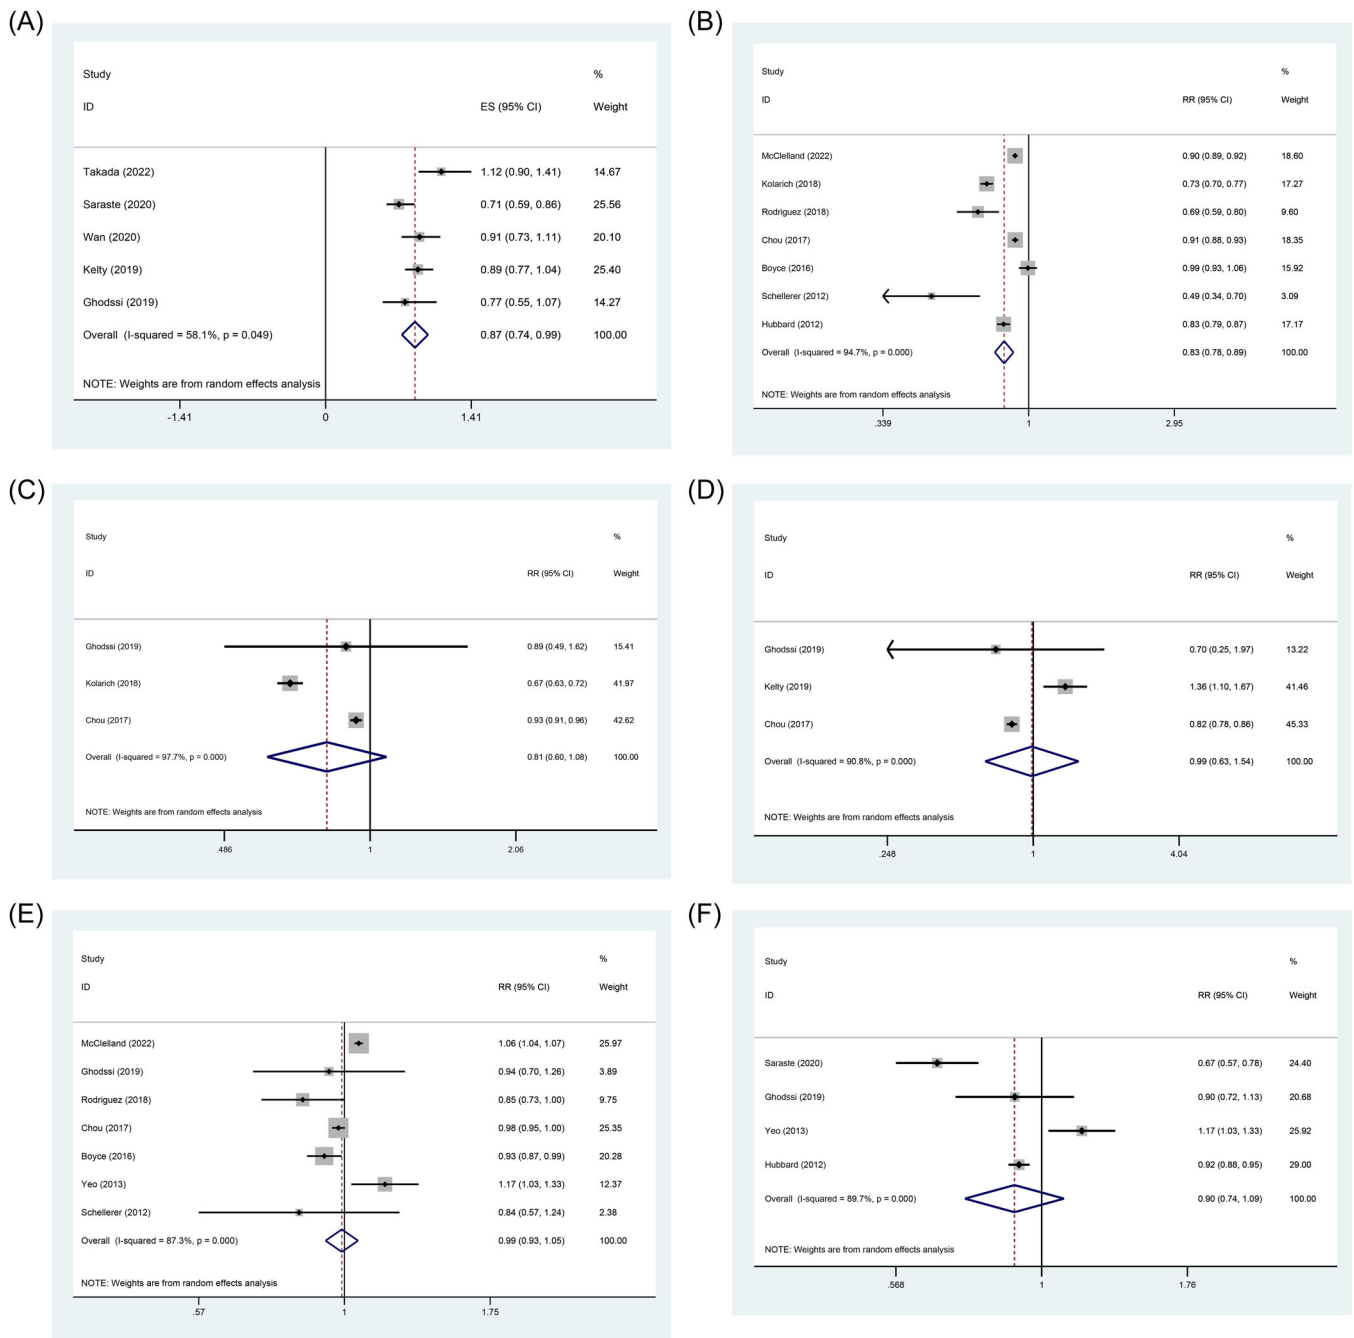 (A)
Study %
ID ES (95% CI) Weight
Takada (2022) 1.12 (0.90, 1.41) 14.67
Saraste (2020) 0.71 (0.59, 0.86) 25.56
Wan (2020) 0.91 (0.73, 1.11) 20.10
Kelty (2019) 0.89 (0.77, 1.04) 25.40
Ghodssi (2019) 0.77 (0.55, 1.07) 14.27
Overall (I-squared = 58.1%, p = 0.049) 0.87 (0.74, 0.99) 100.00
NOTE: Weights are from random effects analysis
-1.41 0 1.41
(B)
Study %
ID RR (95% CI) Weight
McClelland (2022) 0.90 (0.89, 0.92) 18.60
Kolarich (2018) 0.73 (0.70, 0.77) 17.27
Rodriguez (2018) 0.69 (0.59, 0.80) 9.60
Chou (2017) 0.91 (0.88, 0.93) 18.35
Boyce (2016) 0.99 (0.93, 1.06) 15.92
Schellerer (2012) 0.49 (0.34, 0.70) 3.09
Hubbard (2012) 0.83 (0.79, 0.87) 17.17
Overall (I-squared = 94.7%, p = 0.000) 0.83 (0.78, 0.89) 100.00
NOTE: Weights are from random effects analysis
.339 1 2.95
(C)
Study %
ID RR (95% CI) Weight
Ghodssi (2019) 0.89 (0.49, 1.62) 15.41
Kolarich (2018) 0.67 (0.63, 0.72) 41.97
Chou (2017) 0.93 (0.91, 0.96) 42.62
Overall (I-squared = 97.7%, p = 0.000) 0.81 (0.60, 1.08) 100.00
NOTE: Weights are from random effects analysis
.486 1 2.06
(D)
Study %
ID RR (95% CI) Weight
Ghodssi (2019) 0.70 (0.25, 1.97) 13.22
Kelty (2019) 1.36 (1.10, 1.67) 41.46
Chou (2017) 0.82 (0.78, 0.86) 45.33
Overall (I-squared = 90.8%, p = 0.000) 0.99 (0.63, 1.54) 100.00
NOTE: Weights are from random effects analysis
.248 1 4.04
(E)
Study %
ID RR (95% CI) Weight
McClelland (2022) 1.06 (1.04, 1.07) 25.97
Ghodssi (2019) 0.94 (0.70, 1.26) 3.89
Rodriguez (2018) 0.85 (0.73, 1.00) 9.75
Chou (2017) 0.98 (0.95, 1.00) 25.35
Boyce (2016) 0.93 (0.87, 0.99) 20.28
Yeo (2013) 1.17 (1.03, 1.33) 12.37
Schellerer (2012) 0.84 (0.57, 1.24) 2.38
Overall (I-squared = 87.3%, p = 0.000) 0.99 (0.93, 1.05) 100.00
NOTE: Weights are from random effects analysis
.57 1 1.75
(F)
Study %
ID RR (95% CI) Weight
Saraste (2020) 0.67 (0.57, 0.78) 24.40
Ghodssi (2019) 0.90 (0.72, 1.13) 20.68
Yeo (2013) 1.17 (1.03, 1.33) 25.92
Hubbard (2012) 0.92 (0.88, 0.95) 29.00
Overall (I-squared = 89.7%, p = 0.000) 0.90 (0.74, 1.09) 100.00
NOTE: Weights are from random effects analysis
.568 1 1.76